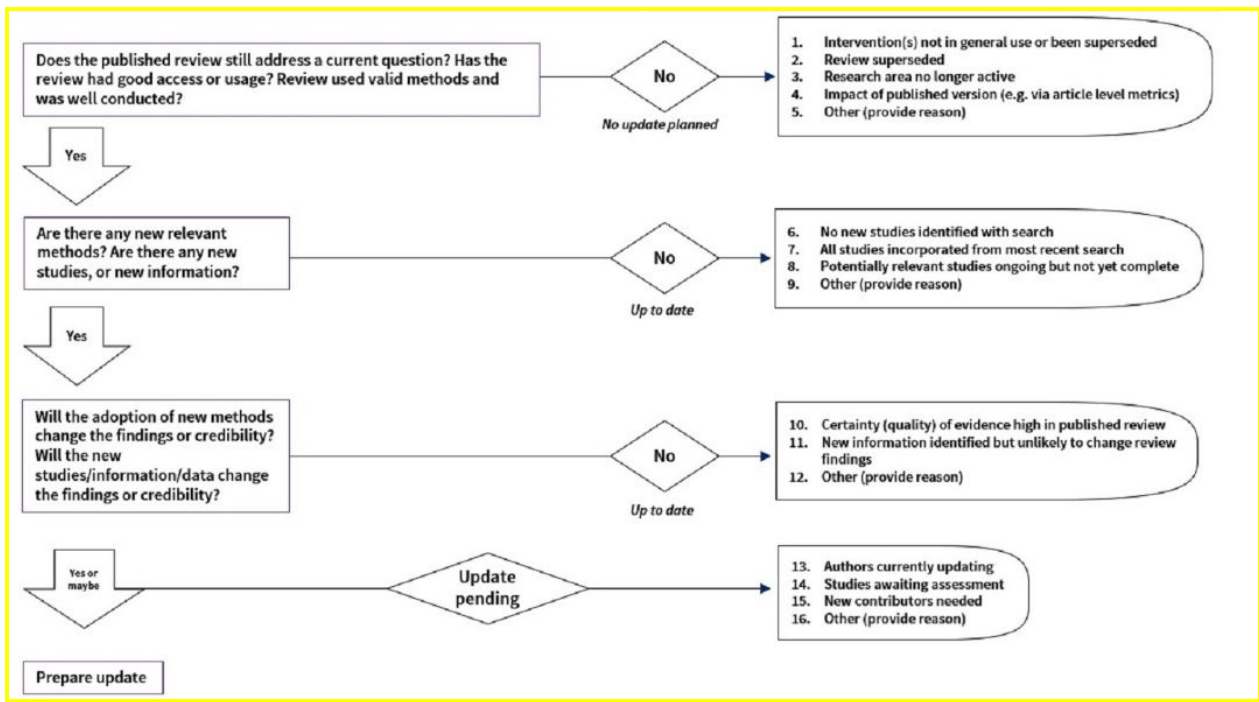 Does the published review still address a current question? Has the
review had good access or usage? Review used valid methods and
was well conducted?
No
No update planned
1. Intervention(s) not in general use or been superseded
2. Review superseded
3. Research area no longer active
4. Impact of published version (e.g. via article level metrics)
5. Other (provide reason)
Yes
Are there any new relevant
methods? Are there any new
studies, or new information?
No
Up to date
6. No new studies identified with search
7. All studies incorporated from most recent search
8. Potentially relevant studies ongoing but not yet complete
9. Other (provide reason)
Yes
Will the adoption of new methods
change the findings or credibility?
Will the new
studies/information/data change
the findings or credibility?
No
Up to date
10. Certainty (quality) of evidence high in published review
11. New information identified but unlikely to change review
findings
12. Other (provide reason)
Yes or
maybe
Update
pending
13. Authors currently updating
14. Studies awaiting assessment
15. New contributors needed
16. Other (provide reason)
Prepare update